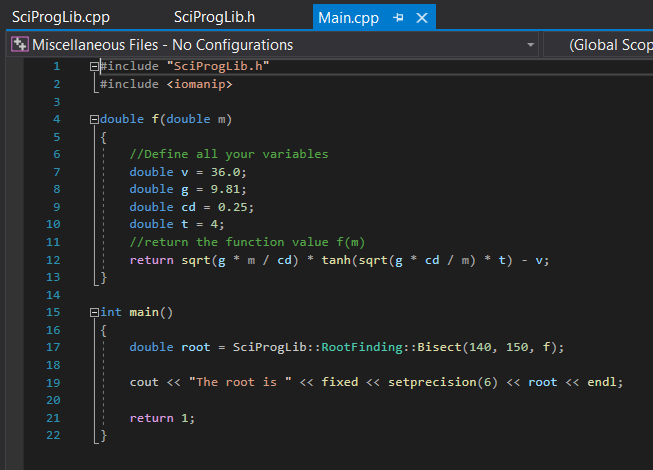 SciProgLib.cpp SciProgLib.h Main.cpp
Miscellaneous Files - No Configurations (Global Scop
1 #include "SciProgLib.h"
2 #include <iomanip>
3
4 double f(double m)
5 {
6 //Define all your variables
7 double v = 36.0;
8 double g = 9.81;
9 double cd = 0.25;
10 double t = 4;
11 //return the function value f(m)
12 return sqrt(g * m / cd) * tanh(sqrt(g * cd / m) * t) - v;
13 }
14
15 int main()
16 {
17 double root = SciProgLib::RootFinding::Bisect(140, 150, f);
18
19 cout << "The root is " << fixed << setprecision(6) << root << endl;
20
21 return 1;
22 }